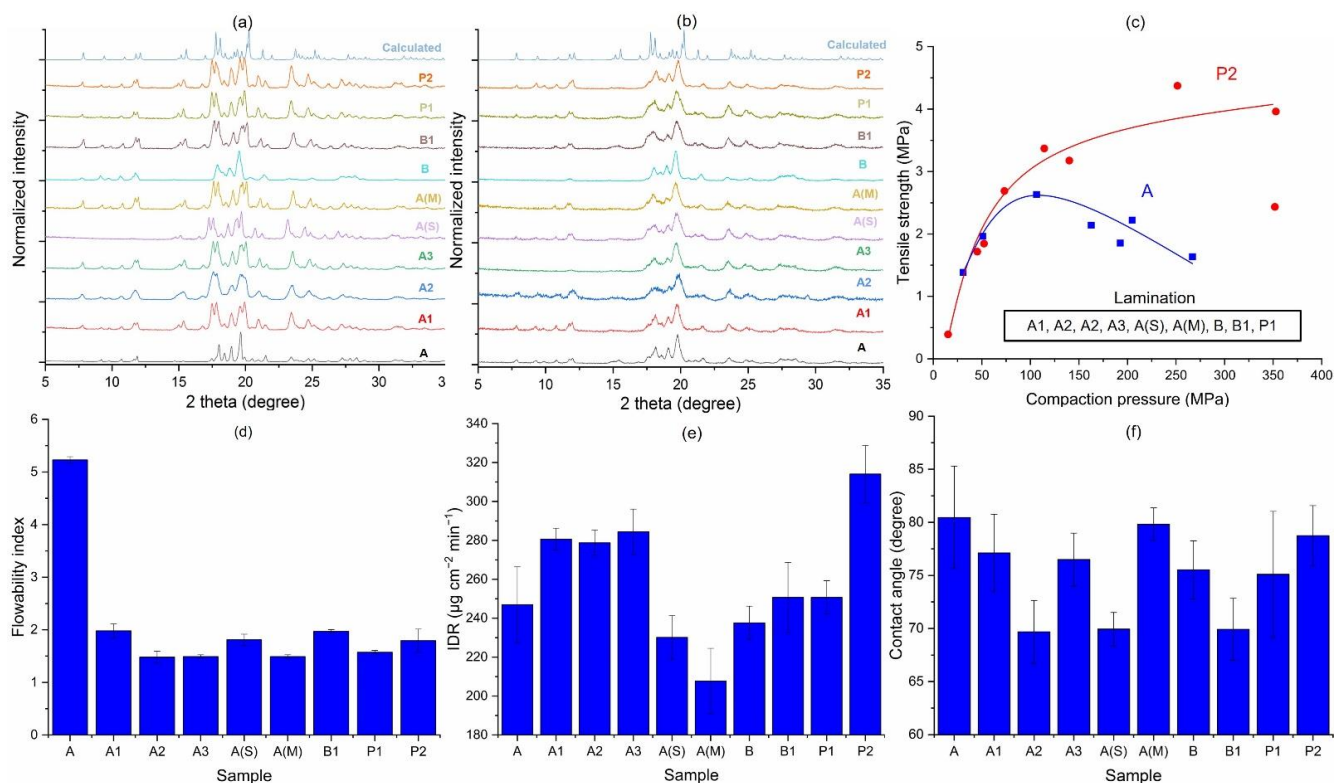 (a)
Normalized intensity
Calculated
P2
P1
B1
B
A(M)
A(S)
A3
A2
A1
A
5 10 15 20 25 30 35
2 theta (degree)
(b)
Normalized intensity
Calculated
P2
P1
B1
B
A(M)
A(S)
A3
A2
A1
A
5 10 15 20 25 30 35
2 theta (degree)
(c)
Tensile strength (MPa)
5
4
3
2
1
0
P2
A
Lamination
A1, A2, A2, A3, A(S), A(M), B, B1, P1
0 50 100 150 200 250 300 350 400
Compaction pressure (MPa)
(d)
Flowability index
6
5
4
3
2
1
0
A A1 A2 A3 A(S) A(M) B1 P1 P2
Sample
(e)
IDR (µg cm⁻² min⁻¹)
340
320
300
280
260
240
220
200
180
A A1 A2 A3 A(S) A(M) B B1 P1 P2
Sample
(f)
Contact angle (degree)
90
85
80
75
70
65
60
A A1 A2 A3 A(S) A(M) B B1 P1 P2
Sample